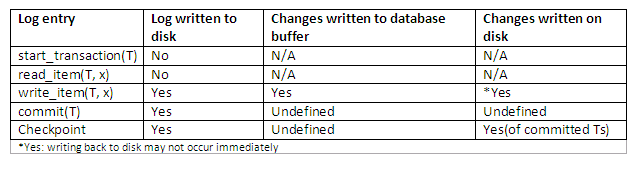 Log entry Log written to disk Changes written to database buffer Changes written on disk
start_transaction(T) No N/A N/A
read_item(T, x) No N/A N/A
write_item(T, x) Yes Yes *Yes
commit(T) Yes Undefined Undefined
Checkpoint Yes Undefined Yes(of committed Ts)
*Yes: writing back to disk may not occur immediately